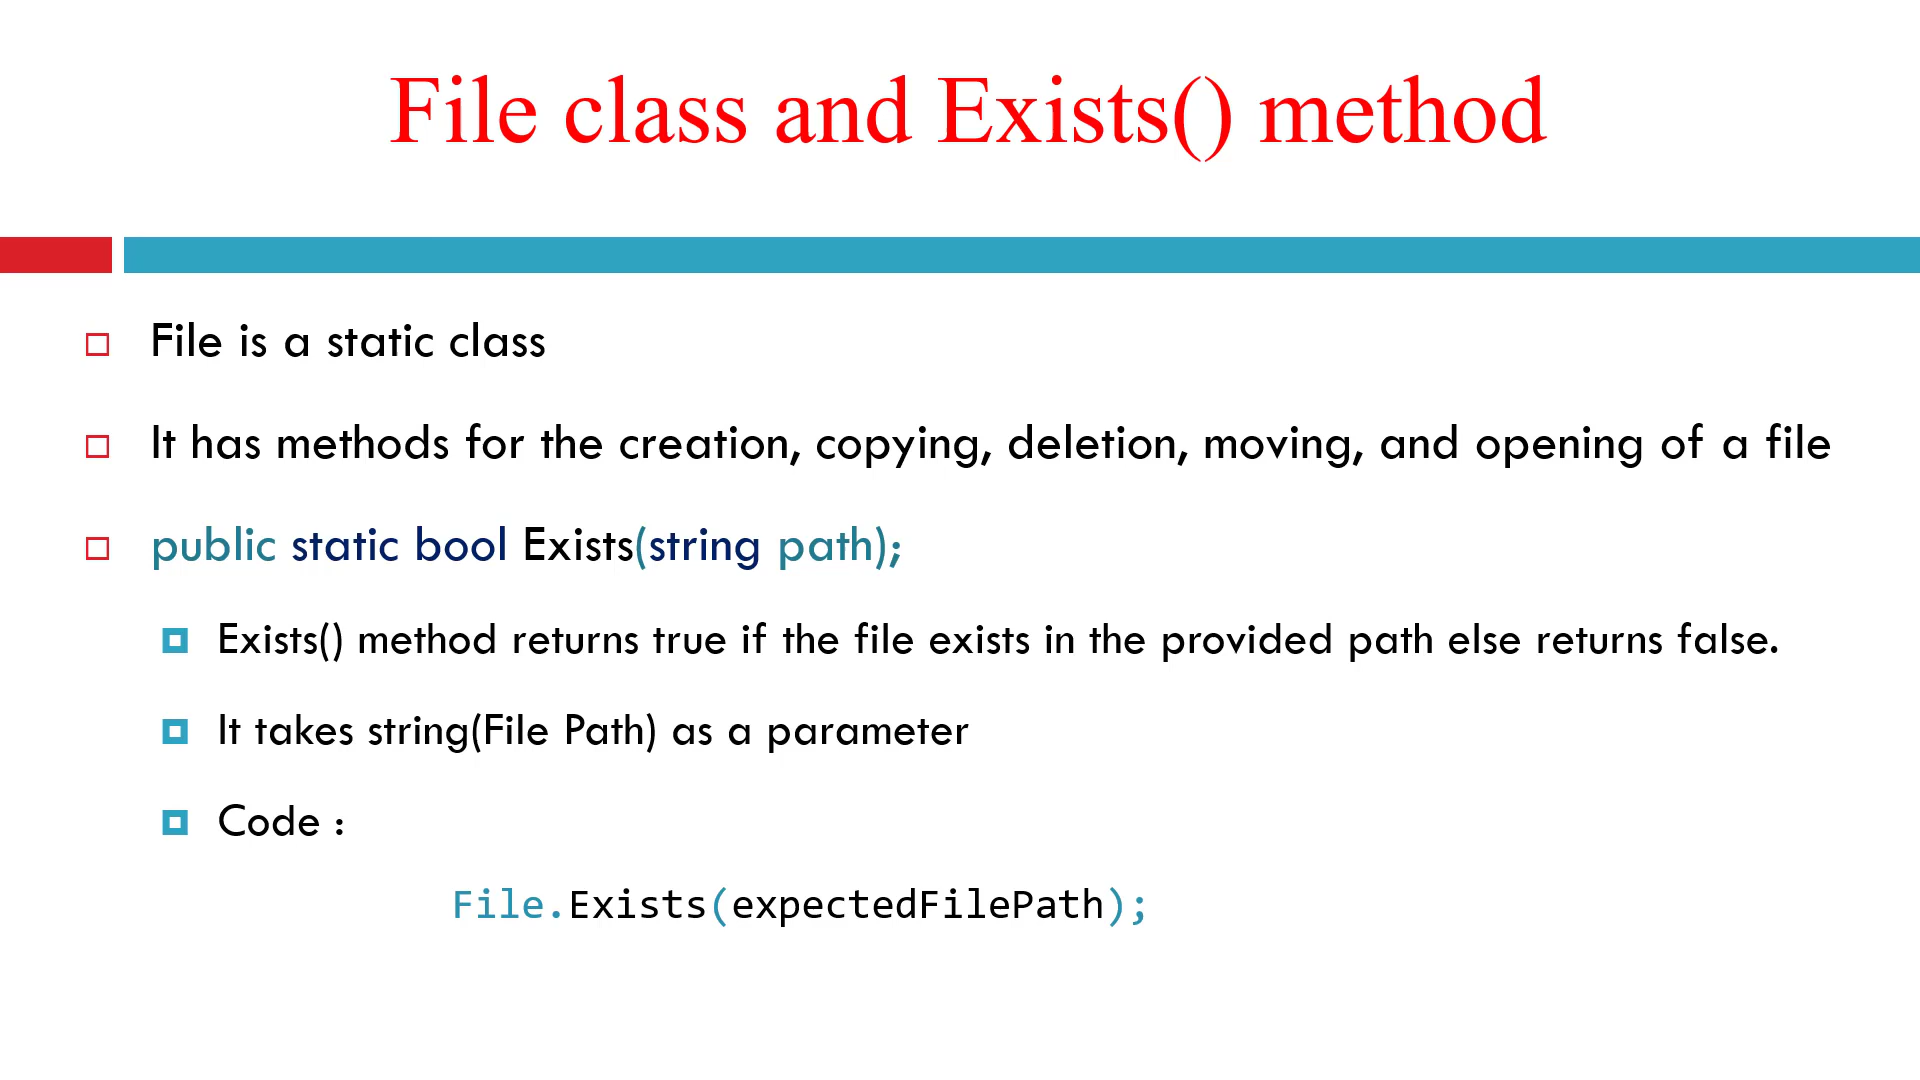 File class and Exists() method
File is a static class
It has methods for the creation, copying, deletion, moving, and opening of a file
public static bool Exists(string path);
Exists() method returns true if the file exists in the provided path else returns false.
It takes string(File Path) as a parameter
Code :
File.Exists(expectedFilePath);